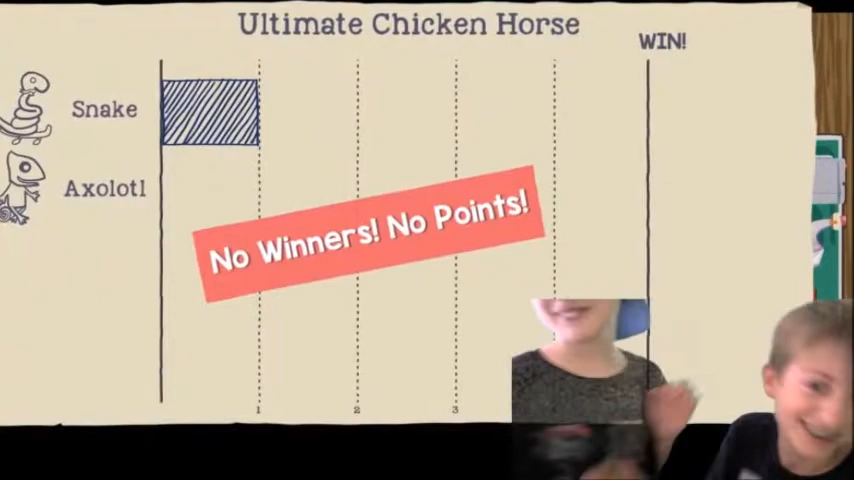 Ultimate Chicken Horse
WIN!
Snake
Axolotl
No Winners! No Points!
1
2
3